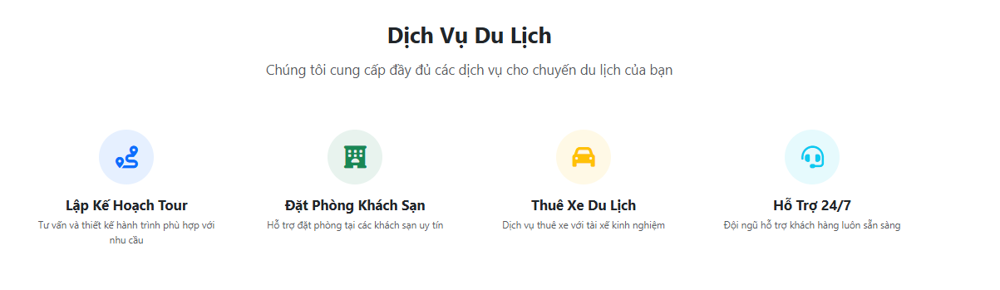 Dịch Vụ Du Lịch
Chúng tôi cung cấp đầy đủ các dịch vụ cho chuyến du lịch của bạn
Lập Kế Hoạch Tour
Tư vấn và thiết kế hành trình phù hợp với
nhu cầu
Đặt Phòng Khách Sạn
Hỗ trợ đặt phòng tại các khách sạn uy tín
Thuê Xe Du Lịch
Dịch vụ thuê xe với tài xế kinh nghiệm
Hỗ Trợ 24/7
Đội ngũ hỗ trợ khách hàng luôn sẵn sàng